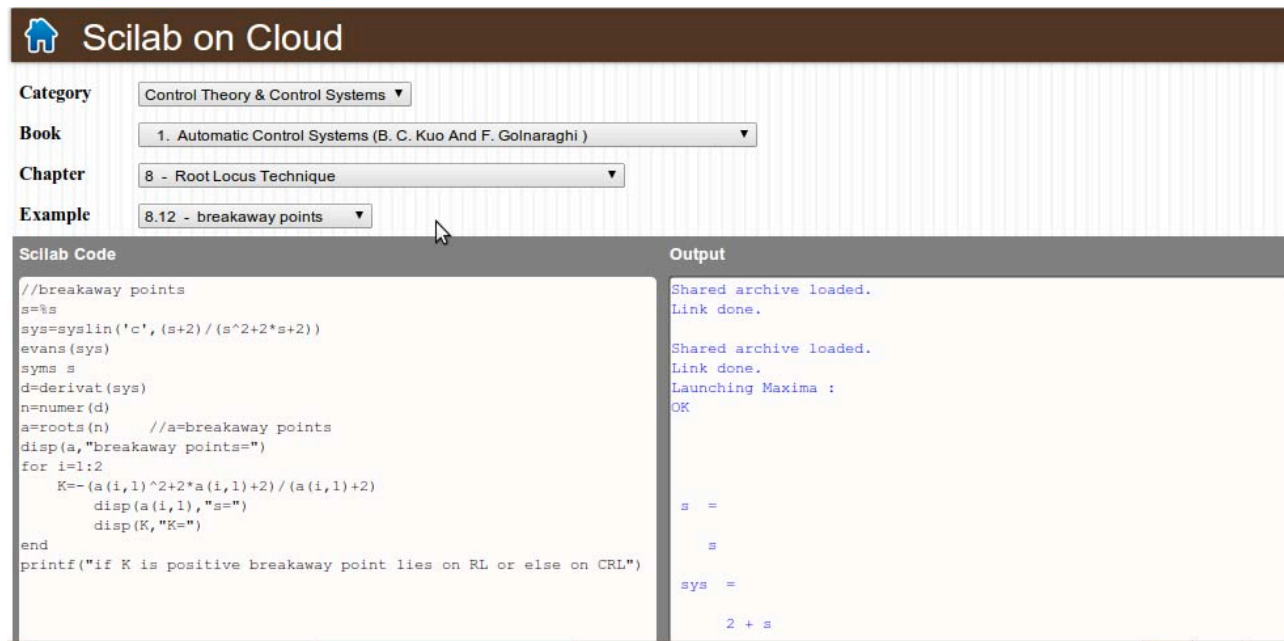 Scilab on Cloud
Category Control Theory & Control Systems
Book 1. Automatic Control Systems (B. C. Kuo And F. Golnaraghi )
Chapter 8 - Root Locus Technique
Example 8.12 - breakaway points
Scilab Code
//breakaway points
s=%s
sys=syslin('c',(s+2)/(s^2+2*s+2))
evans(sys)
syms s
d=derivat(sys)
n=numer(d)
a=roots(n) //a=breakaway points
disp(a,"breakaway points=")
for i=1:2
K=-(a(i,1)^2+2*a(i,1)+2)/(a(i,1)+2)
disp(a(i,1),"s=")
disp(K,"K=")
end
printf("if K is positive breakaway point lies on RL or else on CRL")
Output
Shared archive loaded.
Link done.
Shared archive loaded.
Link done.
Launching Maxima :
OK
s =
s
sys =
2 + s